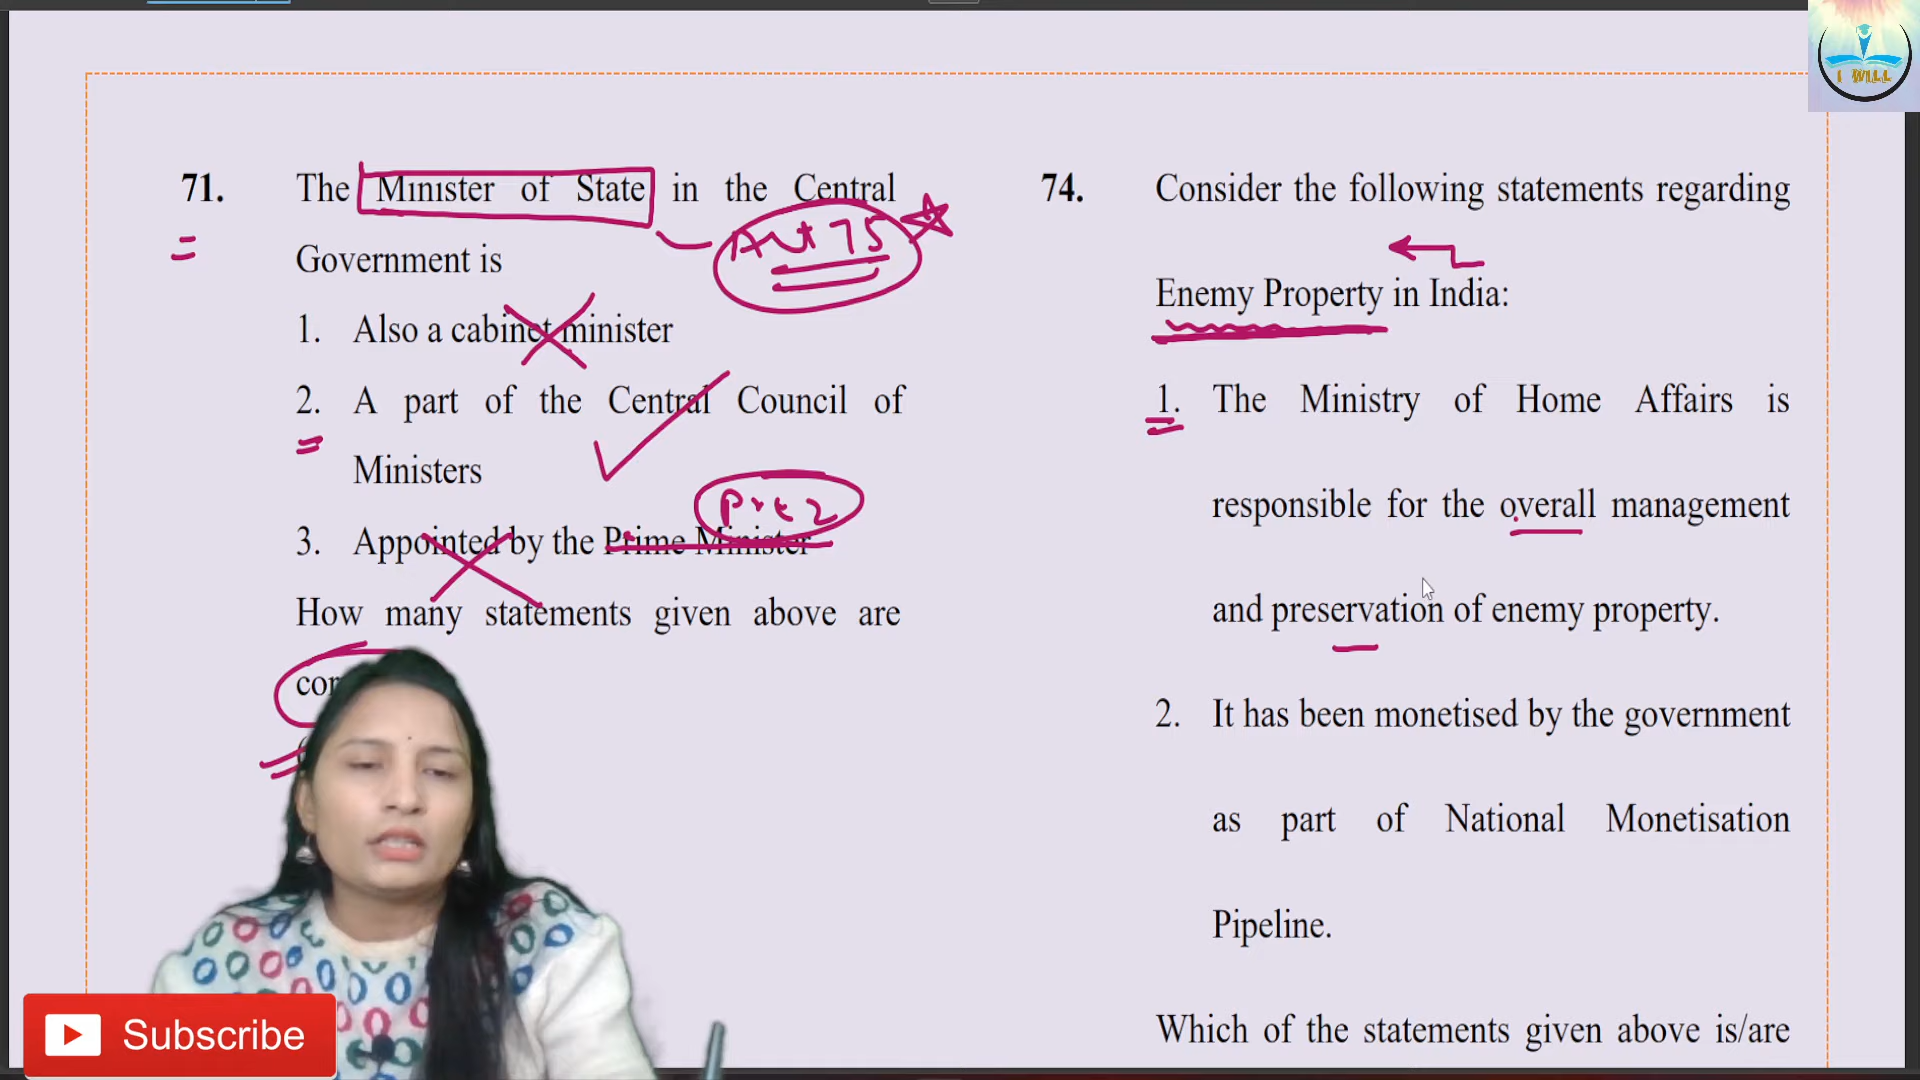 I WILL
71.
The Minister of State in the Central
Art 75
Government is
1. Also a cabinet minister
2. A part of the Central Council of
Ministers
3. Appointed by the Prime Minister
How many statements given above are
74.
Consider the following statements regarding
Enemy Property in India:
1. The Ministry of Home Affairs is
responsible for the overall management
and preservation of enemy property.
2. It has been monetised by the government
as part of National Monetisation
Pipeline.
Which of the statements given above is/are
Subscribe